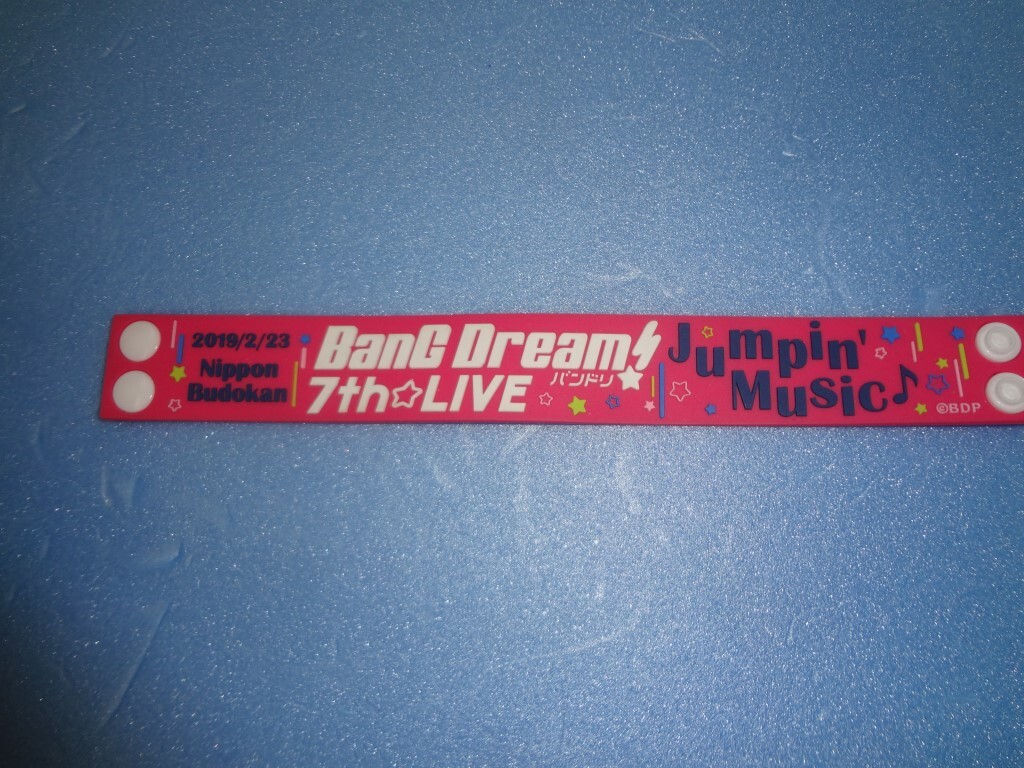 2019/2/23
Nippon
Budokan
BanG Dream!
バンドリ
7th☆LIVE
Jumpin'
Music♪
©BDP